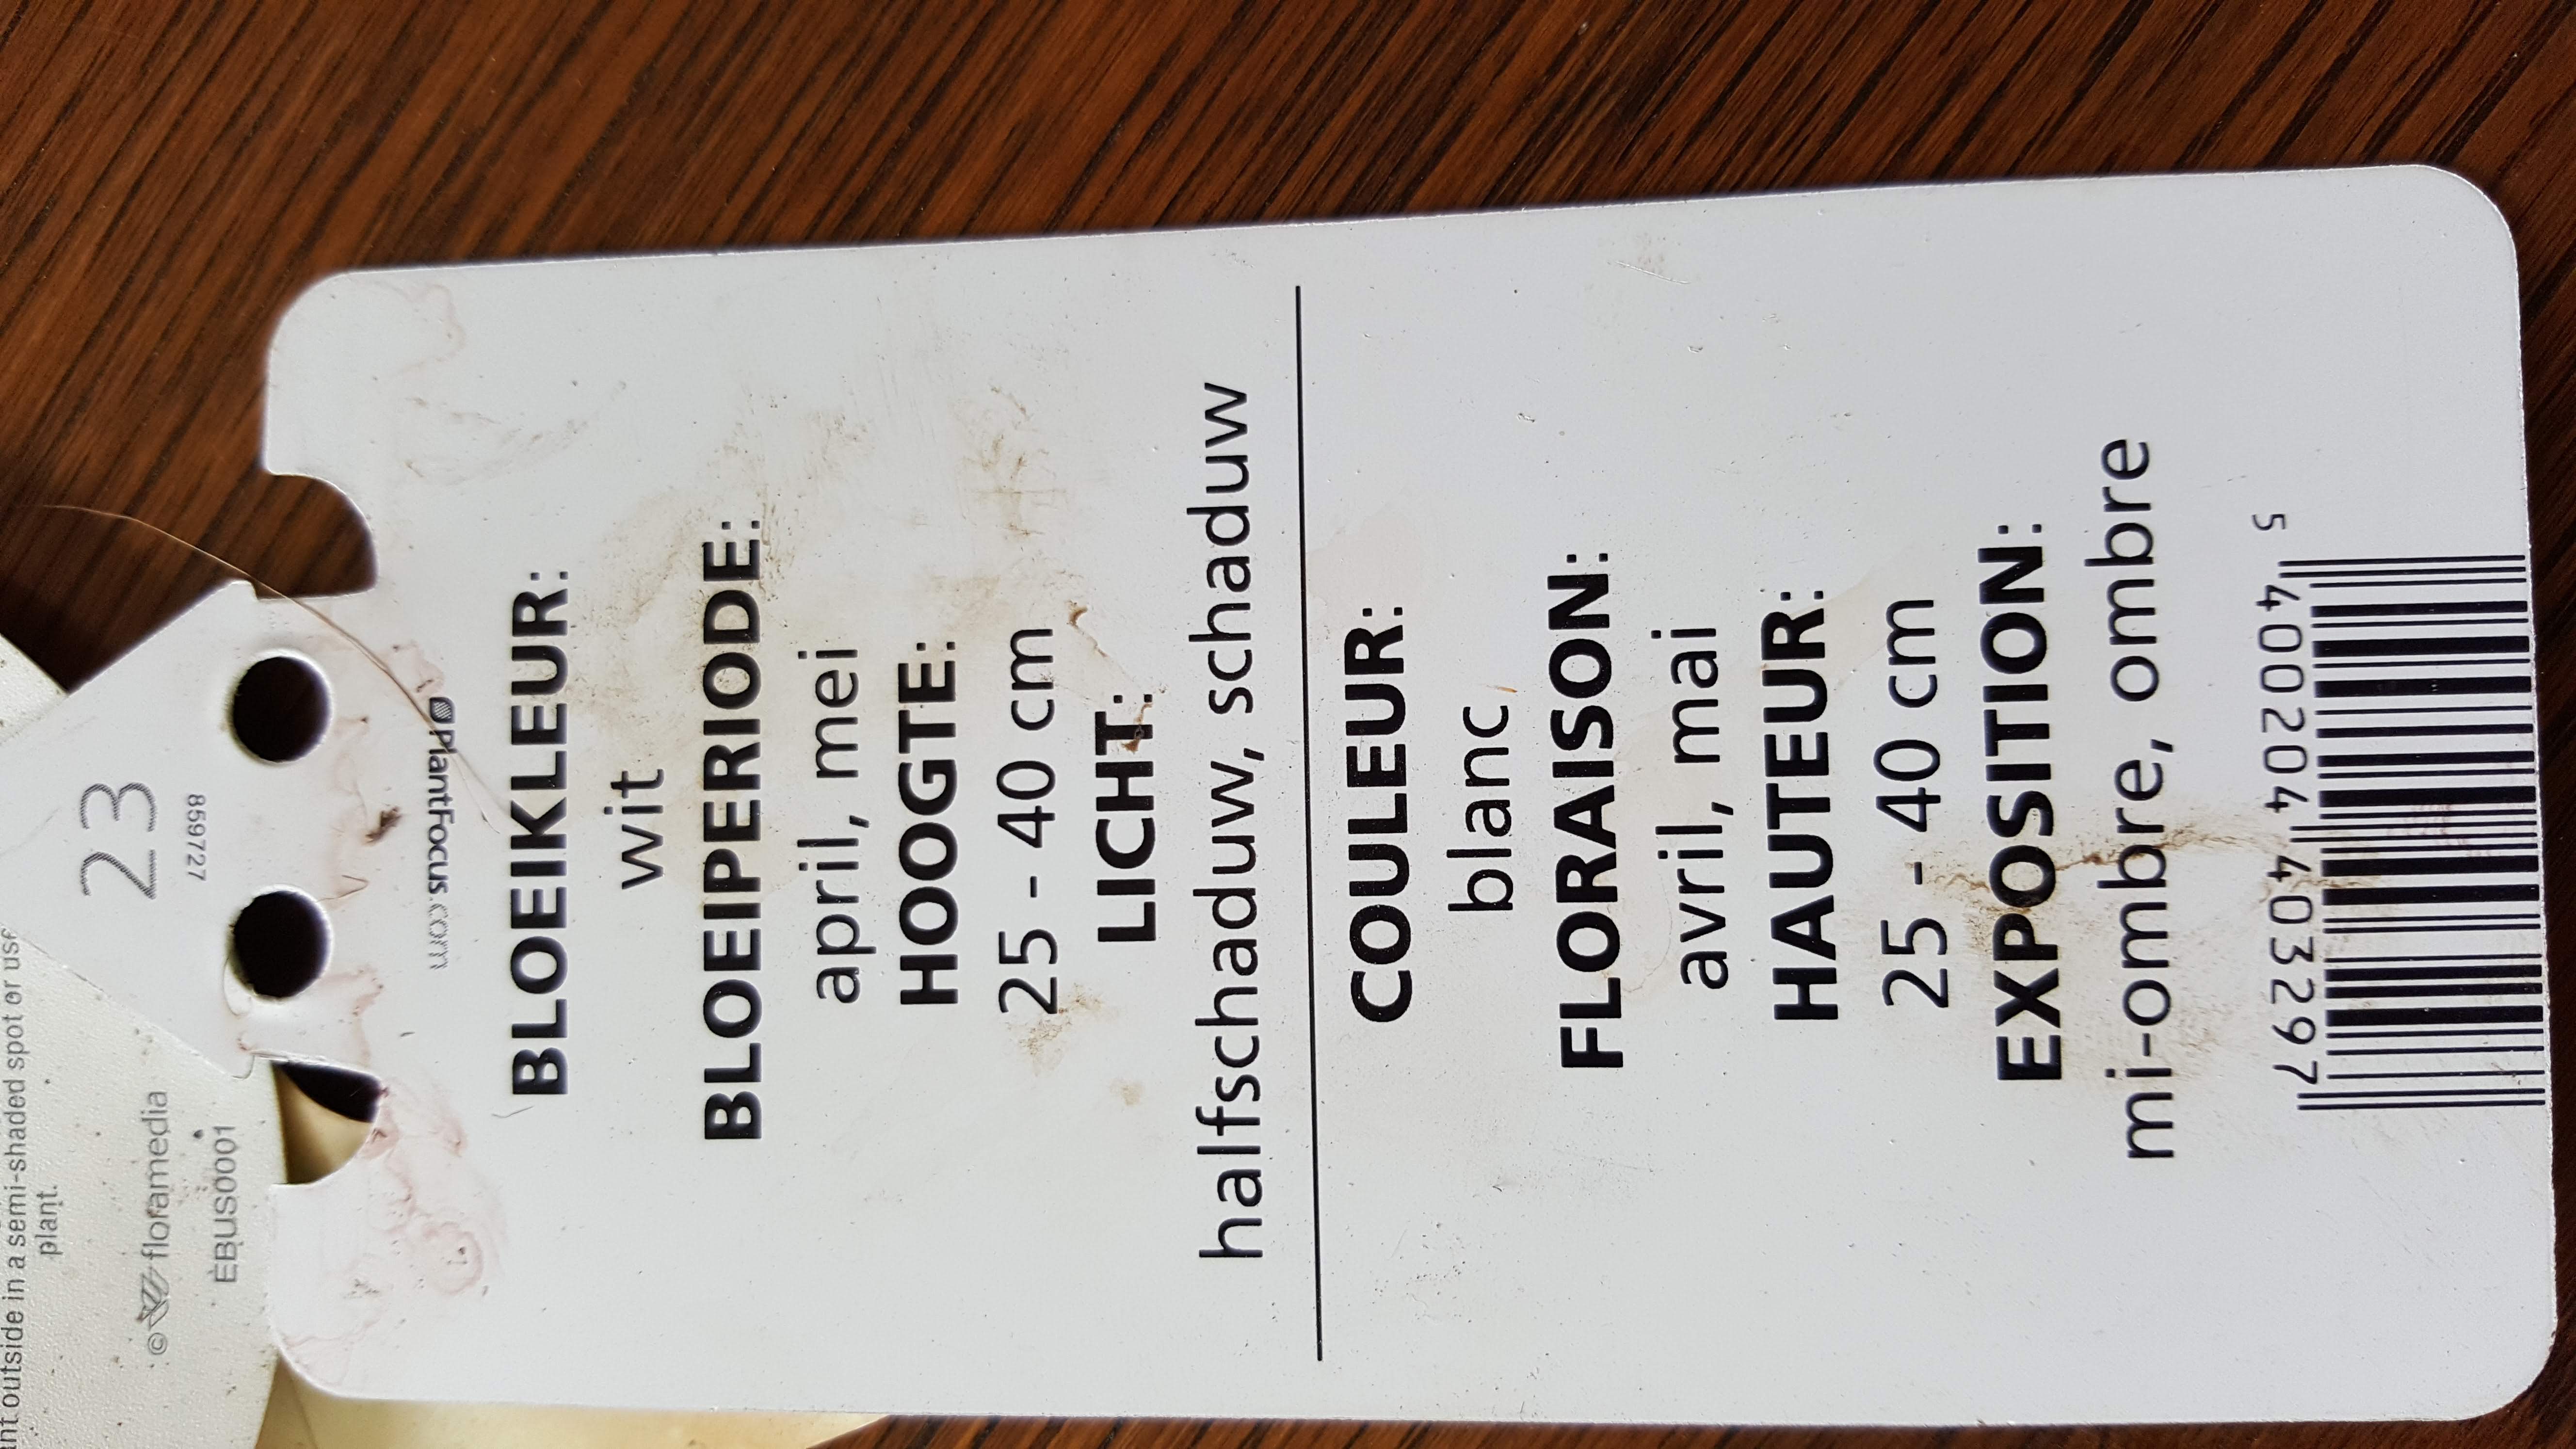 ant outside in a semi-shaded spot or use
plant.
© floramedia
EBUS0001
23
859727
PlantFocus.com
BLOEIKLEUR:
wit
BLOEIPERIODE:
april, mei
HOOGTE:
25 - 40 cm
LICHT:
halfschaduw, schaduw
COULEUR:
blanc
FLORAISON:
avril, mai
HAUTEUR:
25 - 40 cm
EXPOSITION:
mi-ombre, ombre
5 400204 403297